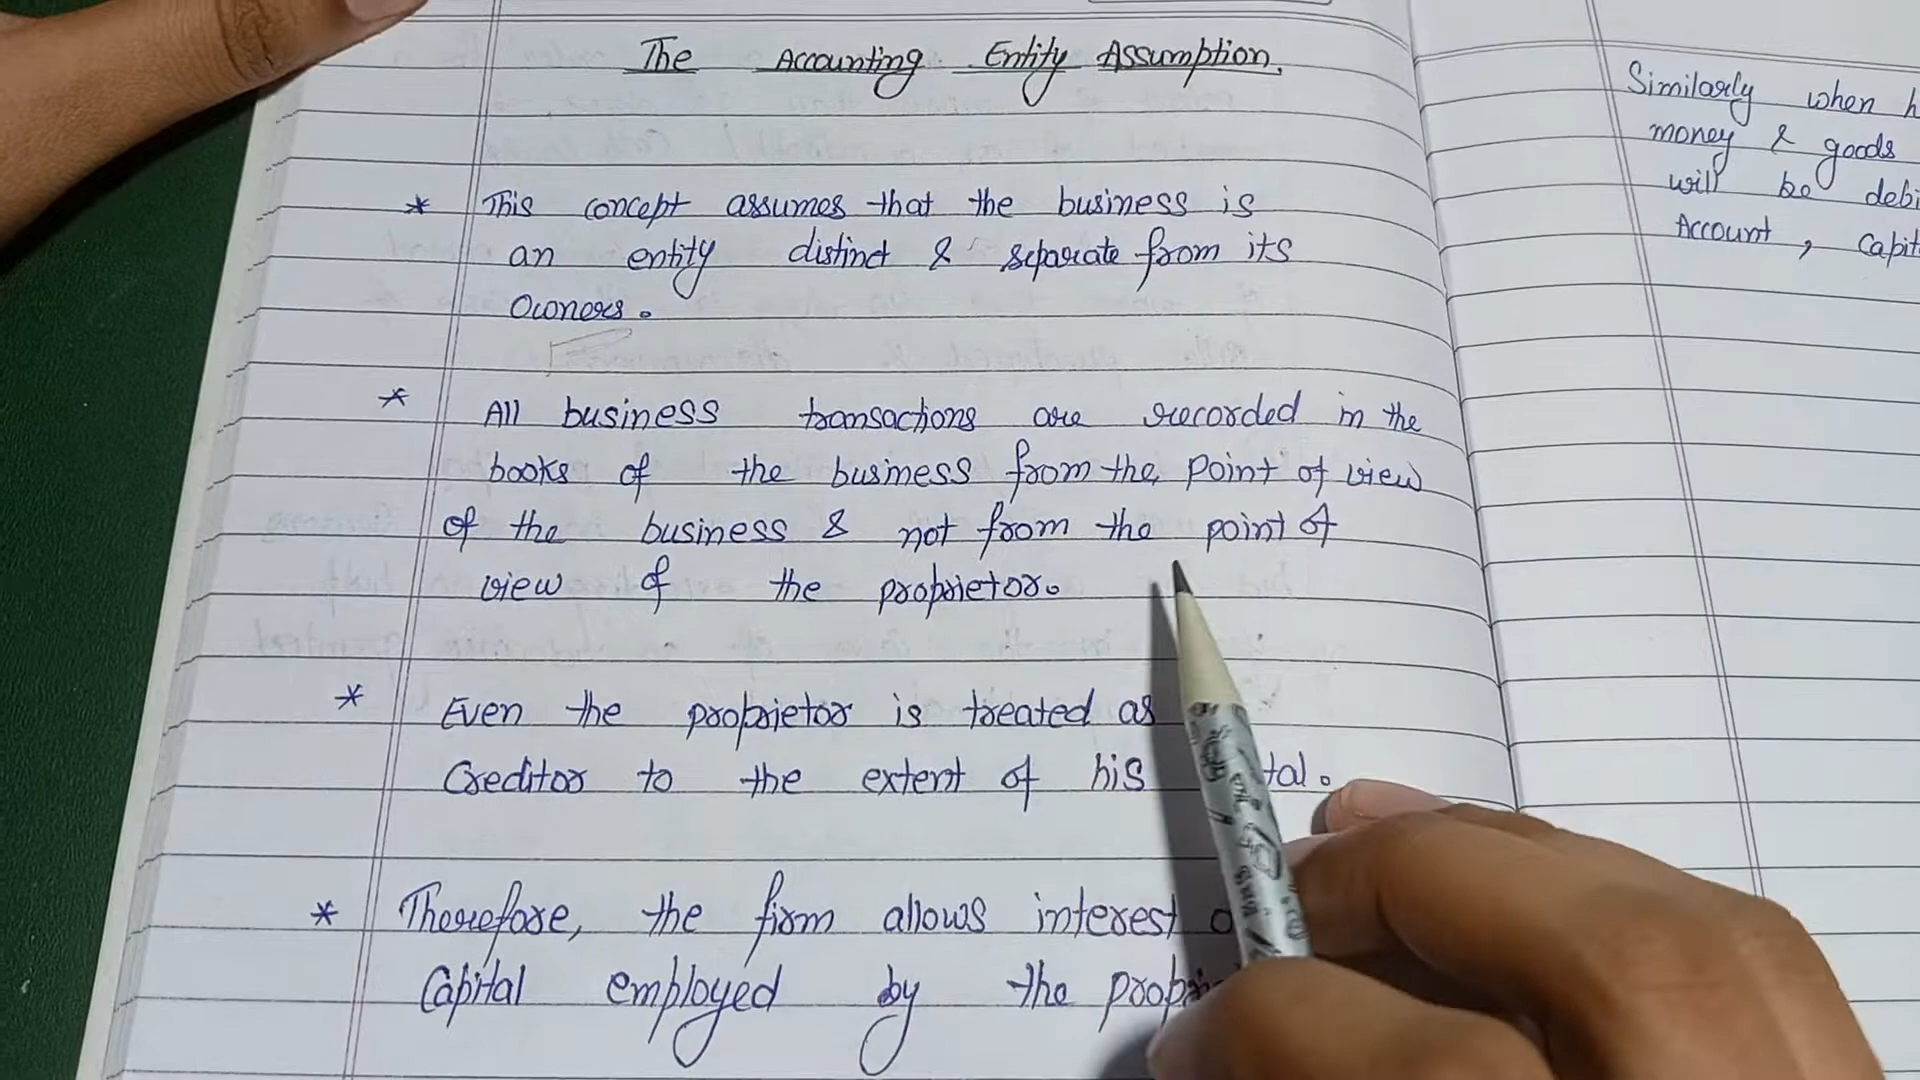 The Accounting Entity Assumption.
* This concept assumes that the business is
an entity distinct & separate from its
Owners.
* All business transactions are recorded in the
books of the business from the point of view
of the business & not from the point of
view of the proprietor.
* Even the proprietor is treated as
Creditor to the extent of his
* Therefore, the firm allows interest
Capital employed by the
Similarly when
money & goods
will be
Account,